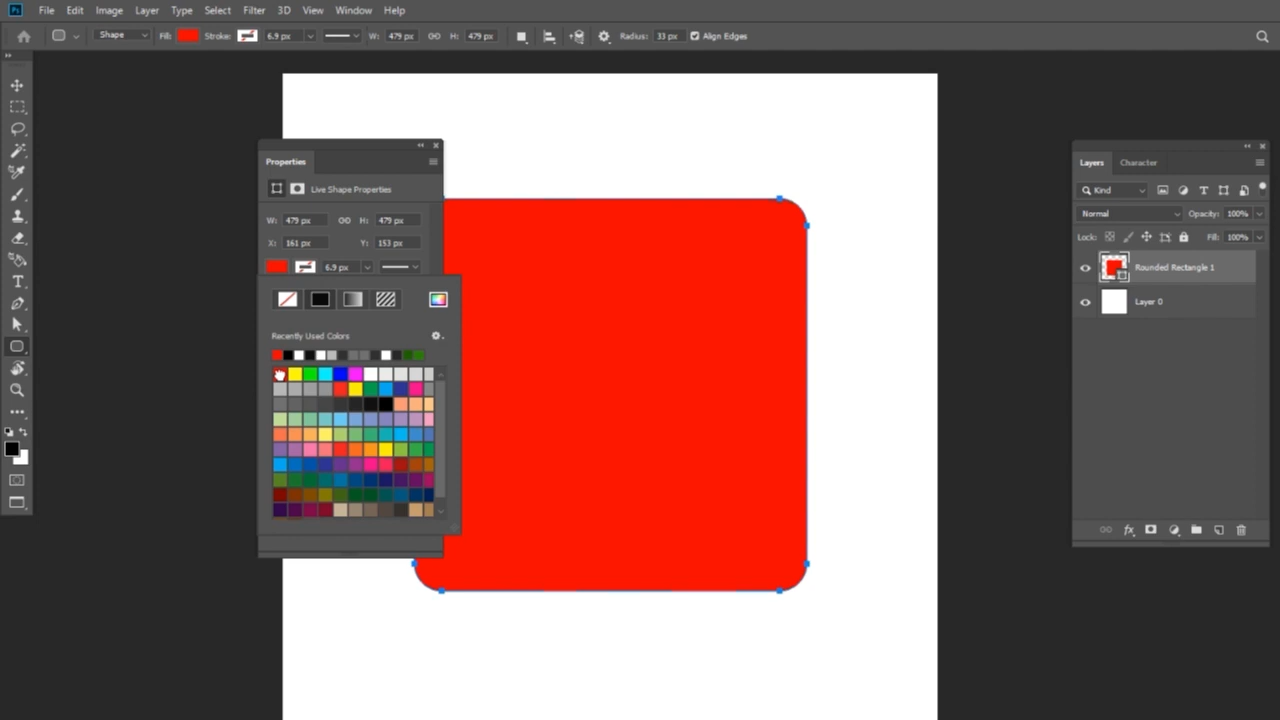 Ps File Edit Image Layer Type Select Filter 3D View Window Help
Shape Fill: Stroke: 6.9 px W: 479 px H: 479 px Radius: 33 px Align Edges
Properties
Live Shape Properties
W: 479 px H: 479 px
X: 161 px Y: 153 px
6.9 px
Recently Used Colors
Layers Character
Kind
Normal Opacity: 100%
Lock: Fill: 100%
Rounded Rectangle 1
Layer 0
fx